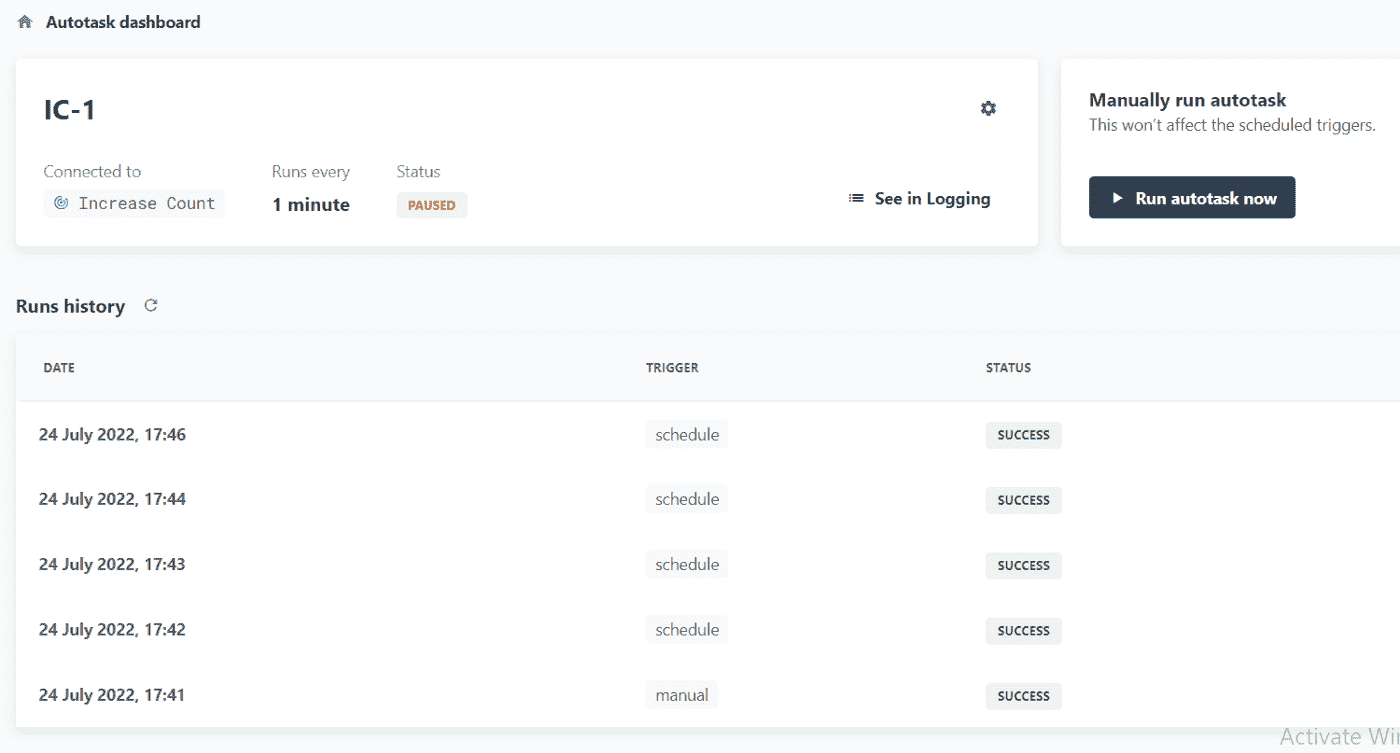 Autotask dashboard
IC-1
Connected to Runs every Status
Increase Count 1 minute PAUSED
See in Logging
Manually run autotask
This won't affect the scheduled triggers.
Run autotask now
Runs history
DATE TRIGGER STATUS
24 July 2022, 17:46 schedule SUCCESS
24 July 2022, 17:44 schedule SUCCESS
24 July 2022, 17:43 schedule SUCCESS
24 July 2022, 17:42 schedule SUCCESS
24 July 2022, 17:41 manual SUCCESS
Activate